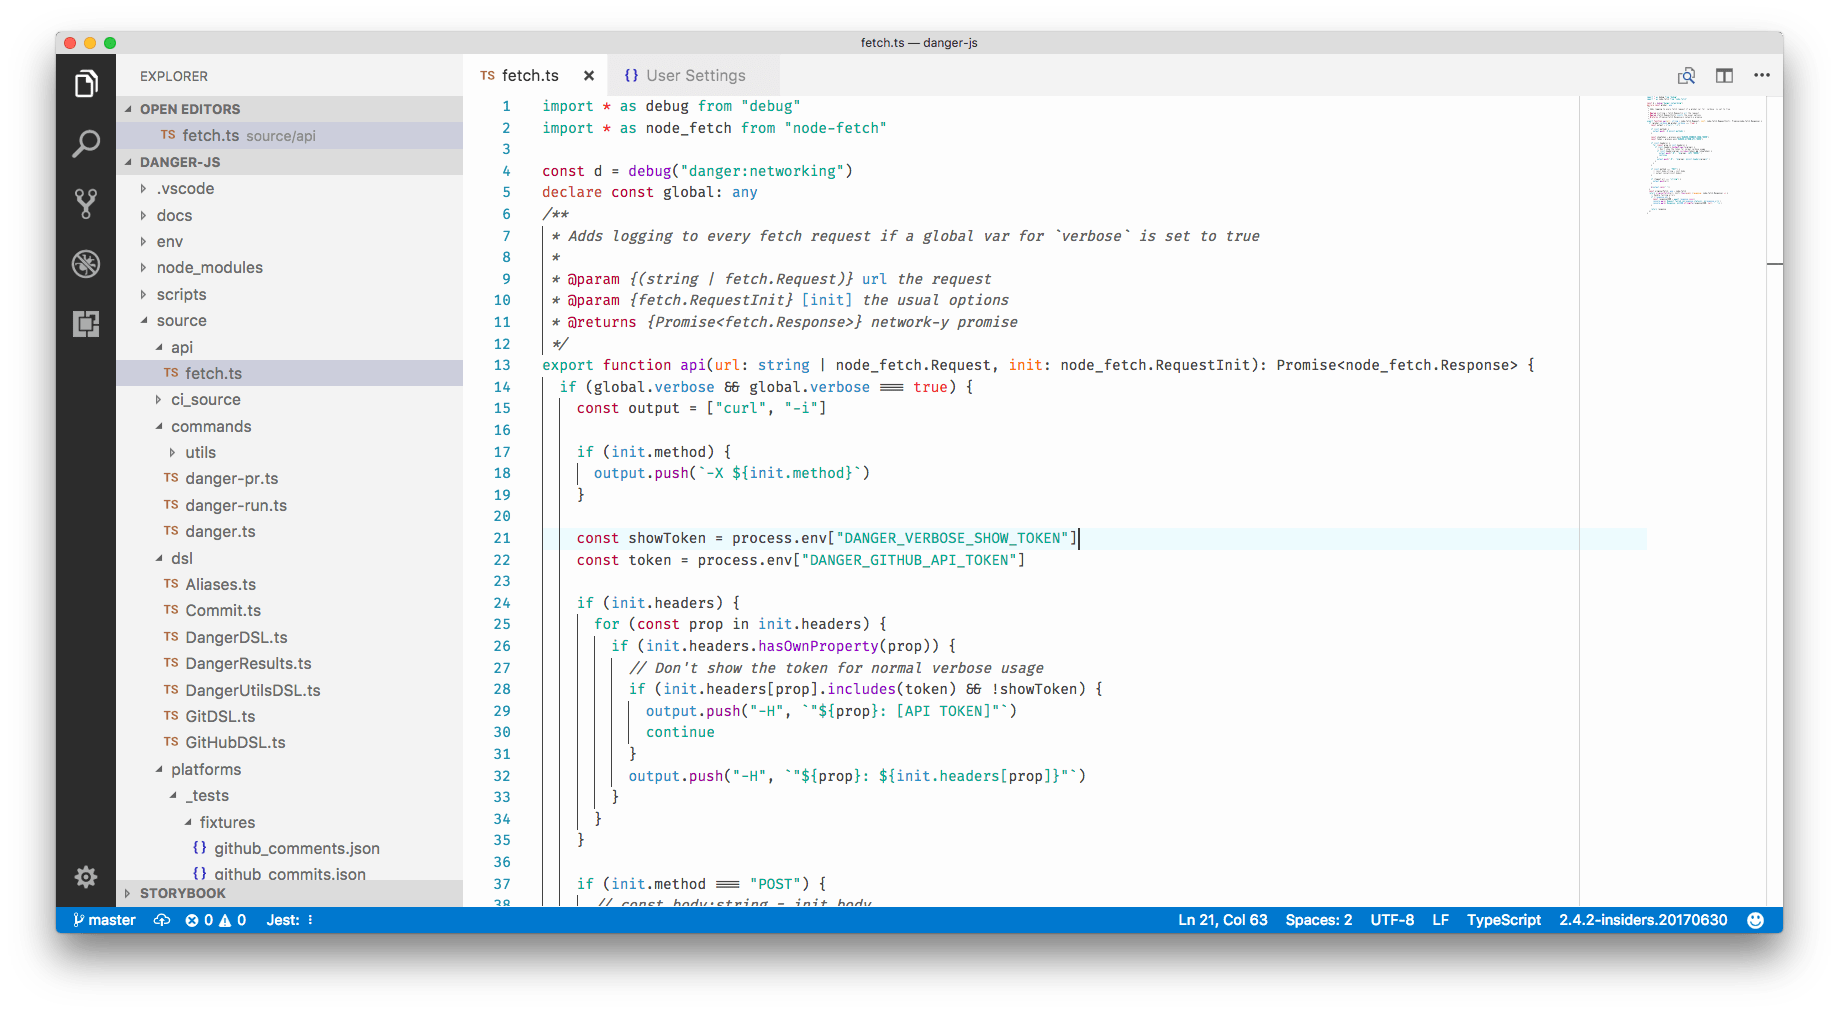 fetch.ts — danger-js
EXPLORER
OPEN EDITORS
TS fetch.ts source/api
DANGER-JS
.vscode
docs
env
node_modules
scripts
source
api
TS fetch.ts
ci_source
commands
utils
TS danger-pr.ts
TS danger-run.ts
TS danger.ts
dsl
TS Aliases.ts
TS Commit.ts
TS DangerDSL.ts
TS DangerResults.ts
TS DangerUtilsDSL.ts
TS GitDSL.ts
TS GitHubDSL.ts
platforms
_tests
fixtures
{} github_comments.json
{} github_commits.json
STORYBOOK
TS fetch.ts × {} User Settings •••
1 import * as debug from "debug"
2 import * as node_fetch from "node-fetch"
3
4 const d = debug("danger:networking")
5 declare const global: any
6 /**
7 * Adds logging to every fetch request if a global var for `verbose` is set to true
8 *
9 * @param {(string | fetch.Request)} url the request
10 * @param {fetch.RequestInit} [init] the usual options
11 * @returns {Promise<fetch.Response>} network-y promise
12 */
13 export function api(url: string | node_fetch.Request, init: node_fetch.RequestInit): Promise<node_fetch.Response> {
14 if (global.verbose && global.verbose === true) {
15 const output = ["curl", "-i"]
16
17 if (init.method) {
18 output.push(`-X ${init.method}`)
19 }
20
21 const showToken = process.env["DANGER_VERBOSE_SHOW_TOKEN"]
22 const token = process.env["DANGER_GITHUB_API_TOKEN"]
23
24 if (init.headers) {
25 for (const prop in init.headers) {
26 if (init.headers.hasOwnProperty(prop)) {
27 // Don't show the token for normal verbose usage
28 if (init.headers[prop].includes(token) && !showToken) {
29 output.push("-H", `"${prop}: [API TOKEN]"`)
30 continue
31 }
32 output.push("-H", `"${prop}: ${init.headers[prop]}"`)
33 }
34 }
35 }
36
37 if (init.method === "POST") {
38 // const body:string = init.body
master 0 0 Jest: ⋮ Ln 21, Col 63 Spaces: 2 UTF-8 LF TypeScript 2.4.2-insiders.20170630